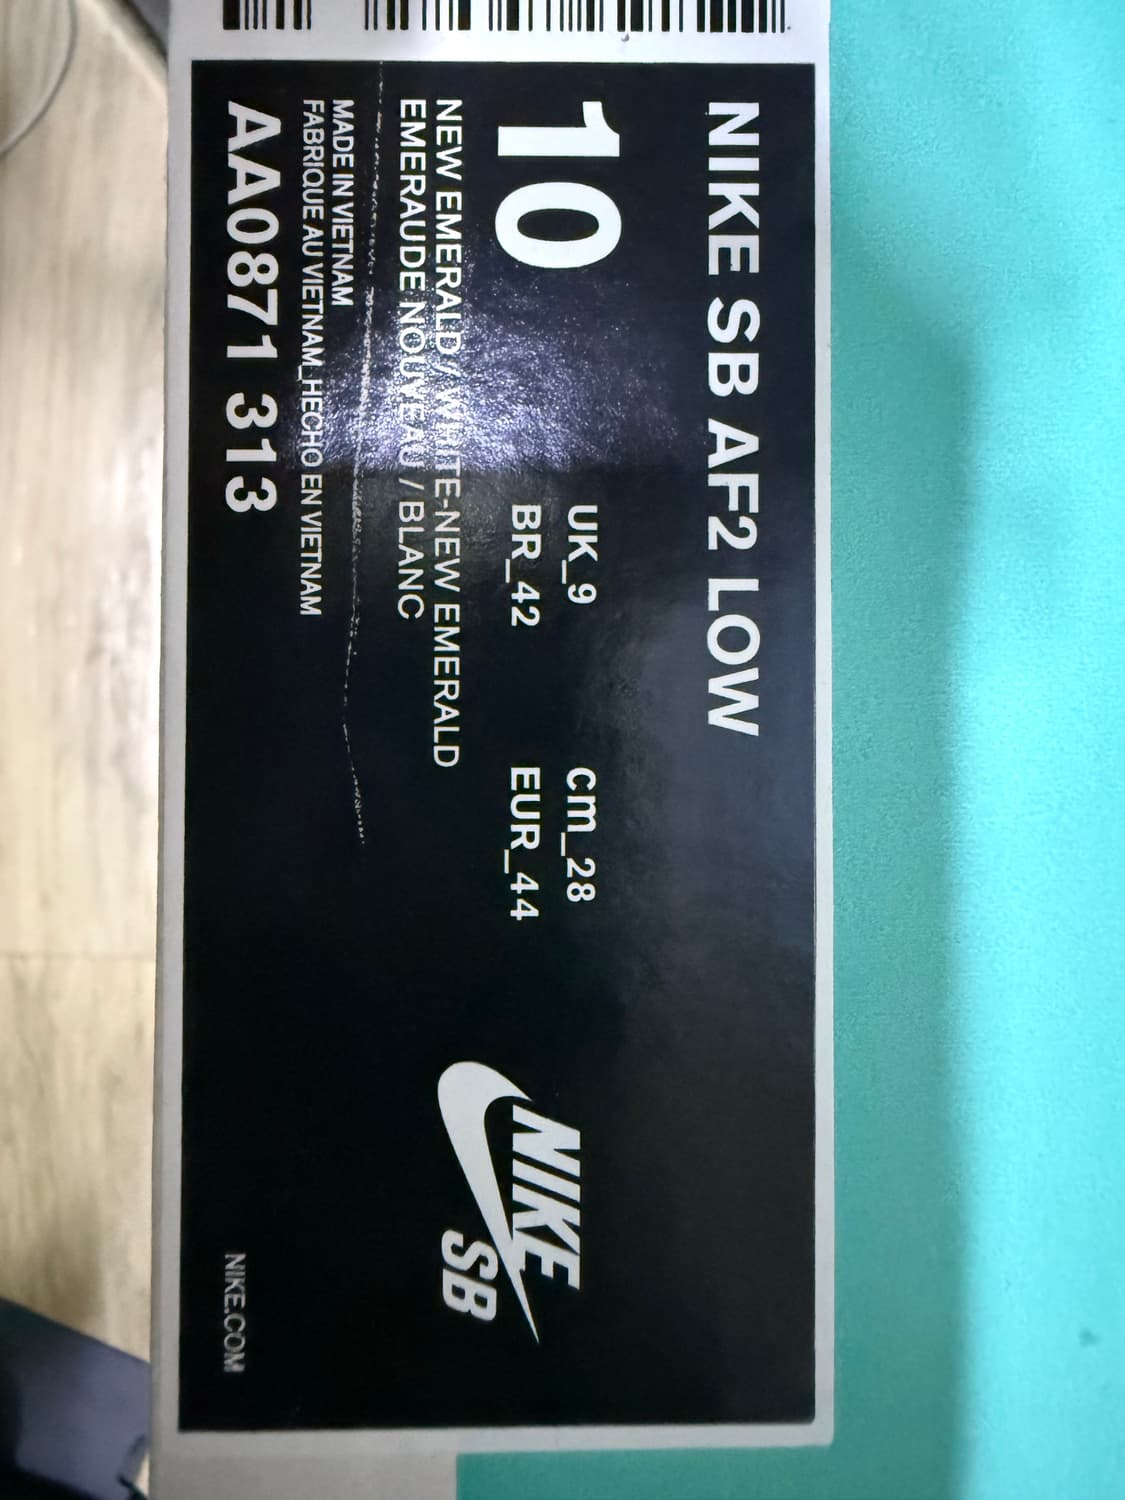 NIKE SB AF2 LOW
10
UK_9 cm_28
BR_42 EUR_44
NEW EMERALD / WHITE-NEW EMERALD
EMERAUDE NOUVEAU / BLANC
MADE IN VIETNAM
FABRIQUE AU VIETNAM_HECHO EN VIETNAM
AA0871 313
NIKE
SB
NIKE.COM